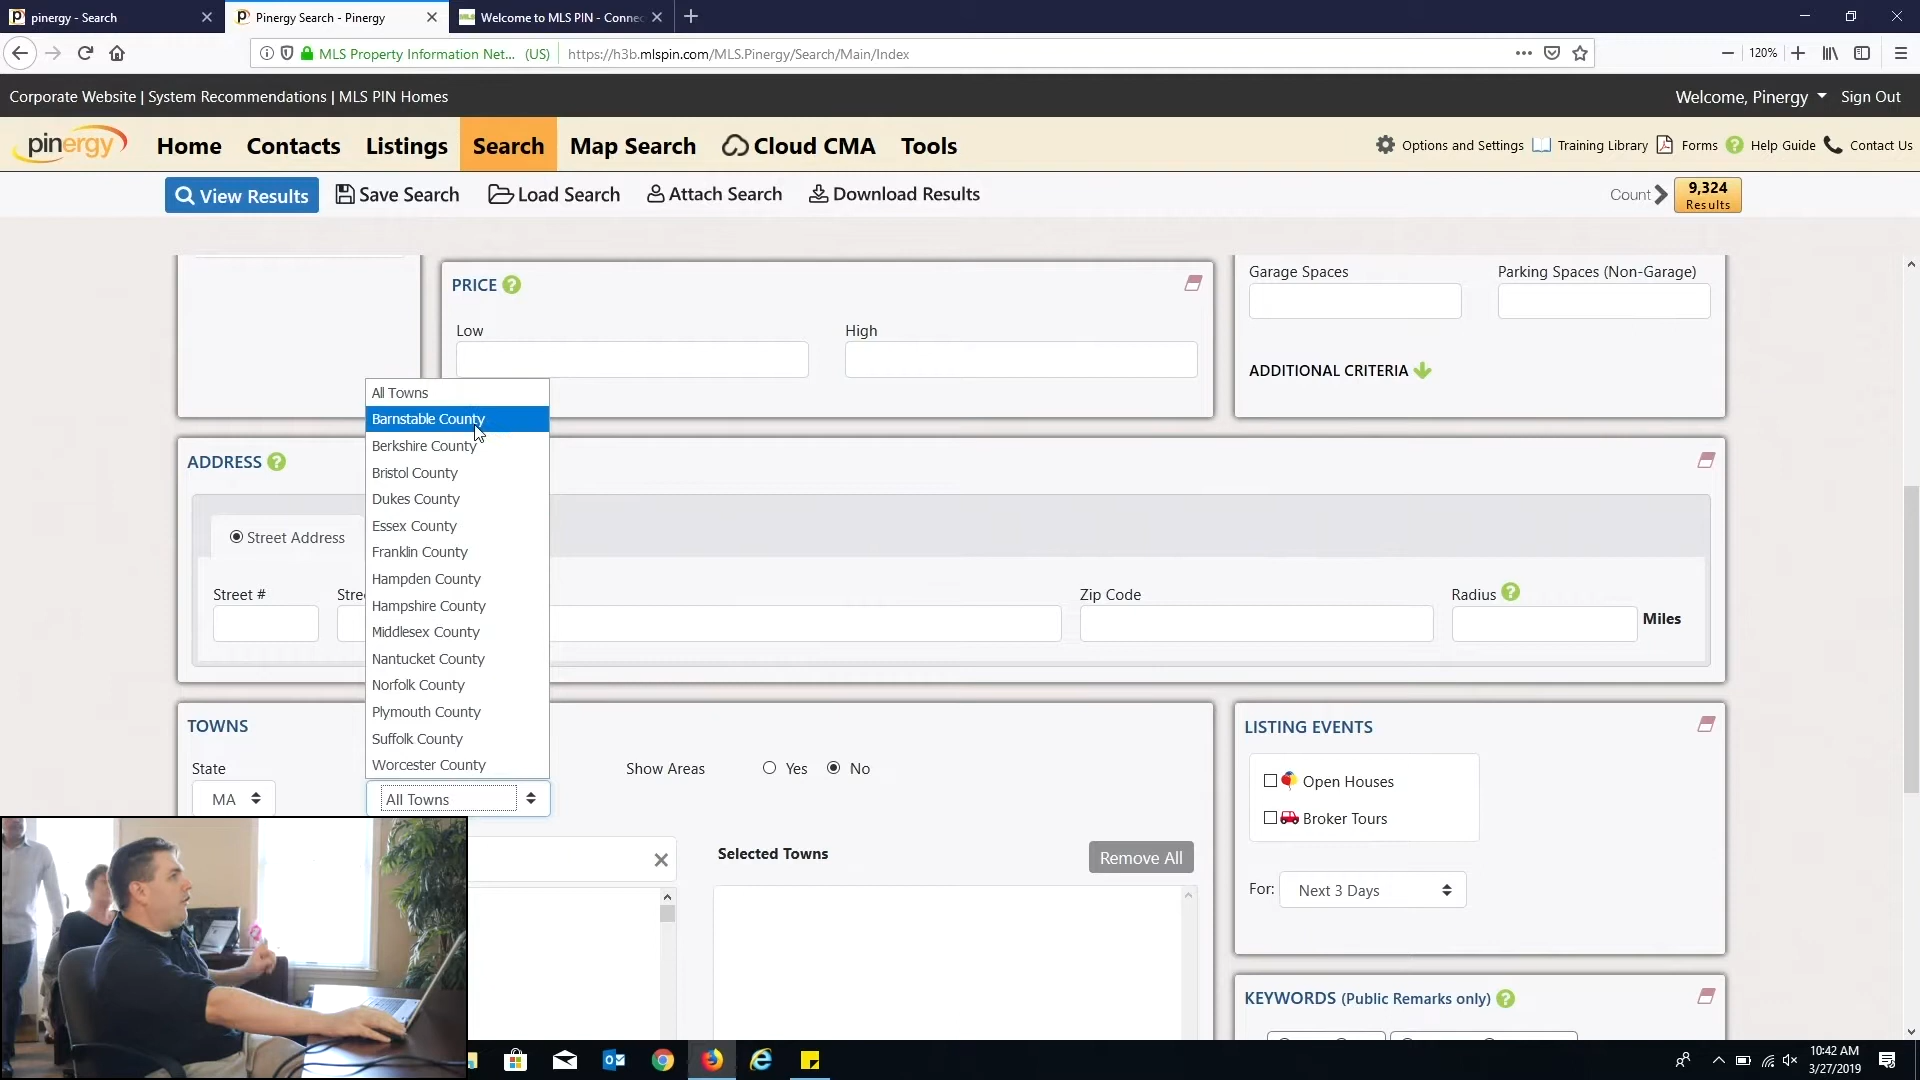 pinergy - Search
Pinergy Search - Pinergy
Welcome to MLS PIN - Connec
MLS Property Information Net... (US)
https://h3b.mlspin.com/MLS.Pinergy/Search/Main/Index
120%
Corporate Website | System Recommendations | MLS PIN Homes
Welcome, Pinergy
Sign Out
pinergy
Home
Contacts
Listings
Search
Map Search
Cloud CMA
Tools
Options and Settings
Training Library
Forms
Help Guide
Contact Us
View Results
Save Search
Load Search
Attach Search
Download Results
Count
9,324
Results
PRICE
Low
High
Garage Spaces
Parking Spaces (Non-Garage)
ADDITIONAL CRITERIA
All Towns
Barnstable County
Berkshire County
Bristol County
Dukes County
Essex County
Franklin County
Hampden County
Hampshire County
Middlesex County
Nantucket County
Norfolk County
Plymouth County
Suffolk County
Worcester County
ADDRESS
Street Address
Street #
Stre
Zip Code
Radius
Miles
TOWNS
State
MA
All Towns
Show Areas
Yes
No
Selected Towns
Remove All
LISTING EVENTS
Open Houses
Broker Tours
For:
Next 3 Days
KEYWORDS (Public Remarks only)
10:42 AM
3/27/2019